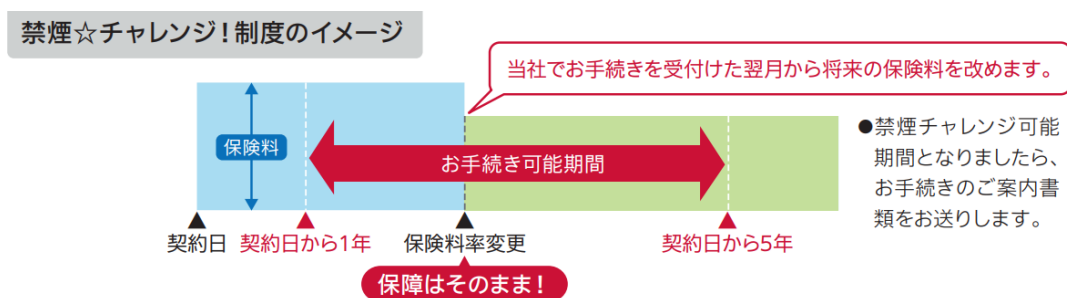 禁煙☆チャレンジ!制度のイメージ
当社でお手続きを受付けた翌月から将来の保険料を改めます。
保険料
お手続き可能期間
●禁煙チャレンジ可能
期間となりましたら、
お手続きのご案内書
類をお送りします。
▲
契約日
▲
契約日から1年
▲
保険料率変更
▲
契約日から5年
保障はそのまま!